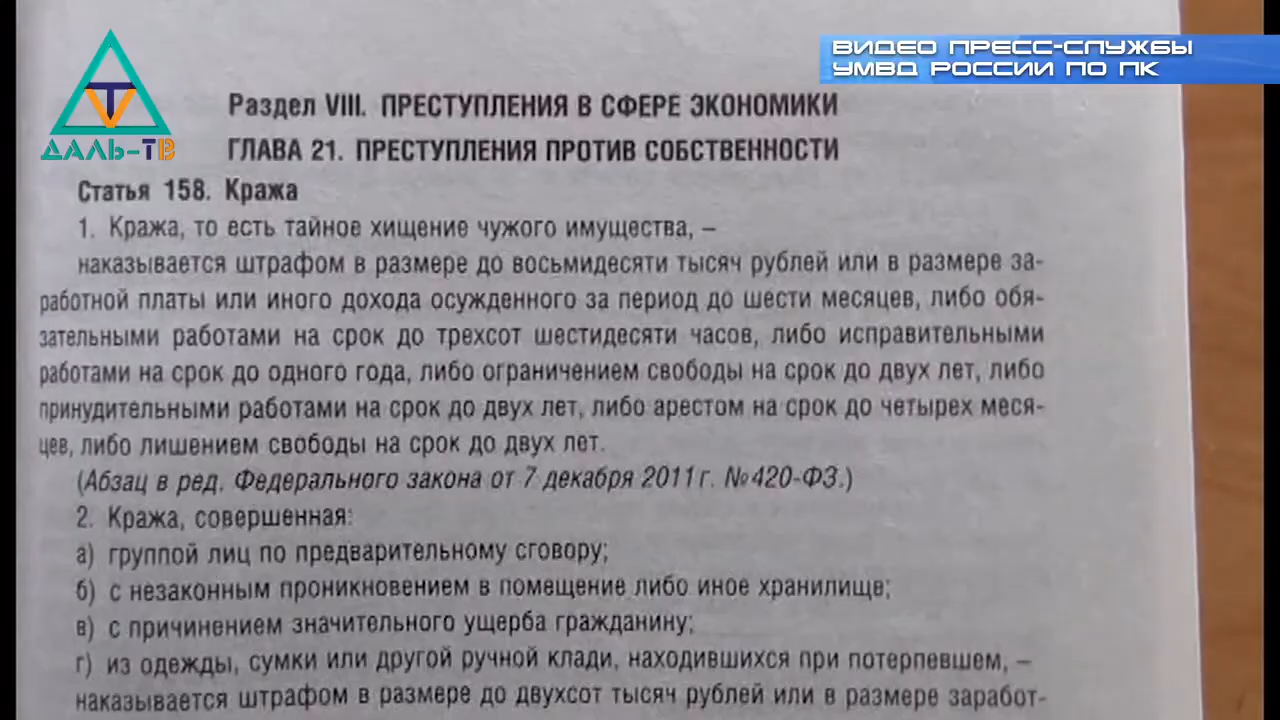 ВИДЕО ПРЕСС-СЛУЖБЫ
УМВД РОССИИ ПО ПК
TV
ДАЛЬ-ТВ
Раздел VIII. ПРЕСТУПЛЕНИЯ В СФЕРЕ ЭКОНОМИКИ
ГЛАВА 21. ПРЕСТУПЛЕНИЯ ПРОТИВ СОБСТВЕННОСТИ
Статья 158. Кража
1. Кража, то есть тайное хищение чужого имущества, –
наказывается штрафом в размере до восьмидесяти тысяч рублей или в размере за-
работной платы или иного дохода осужденного за период до шести месяцев, либо обя-
зательными работами на срок до трехсот шестидесяти часов, либо исправительными
работами на срок до одного года, либо ограничением свободы на срок до двух лет, либо
принудительными работами на срок до двух лет, либо арестом на срок до четырех меся-
цев, либо лишением свободы на срок до двух лет.
(Абзац в ред. Федерального закона от 7 декабря 2011 г. №420-ФЗ.)
2. Кража, совершенная:
а) группой лиц по предварительному сговору;
б) с незаконным проникновением в помещение либо иное хранилище;
в) с причинением значительного ущерба гражданину;
г) из одежды, сумки или другой ручной клади, находившихся при потерпевшем, –
наказывается штрафом в размере до двухсот тысяч рублей или в размере заработ-